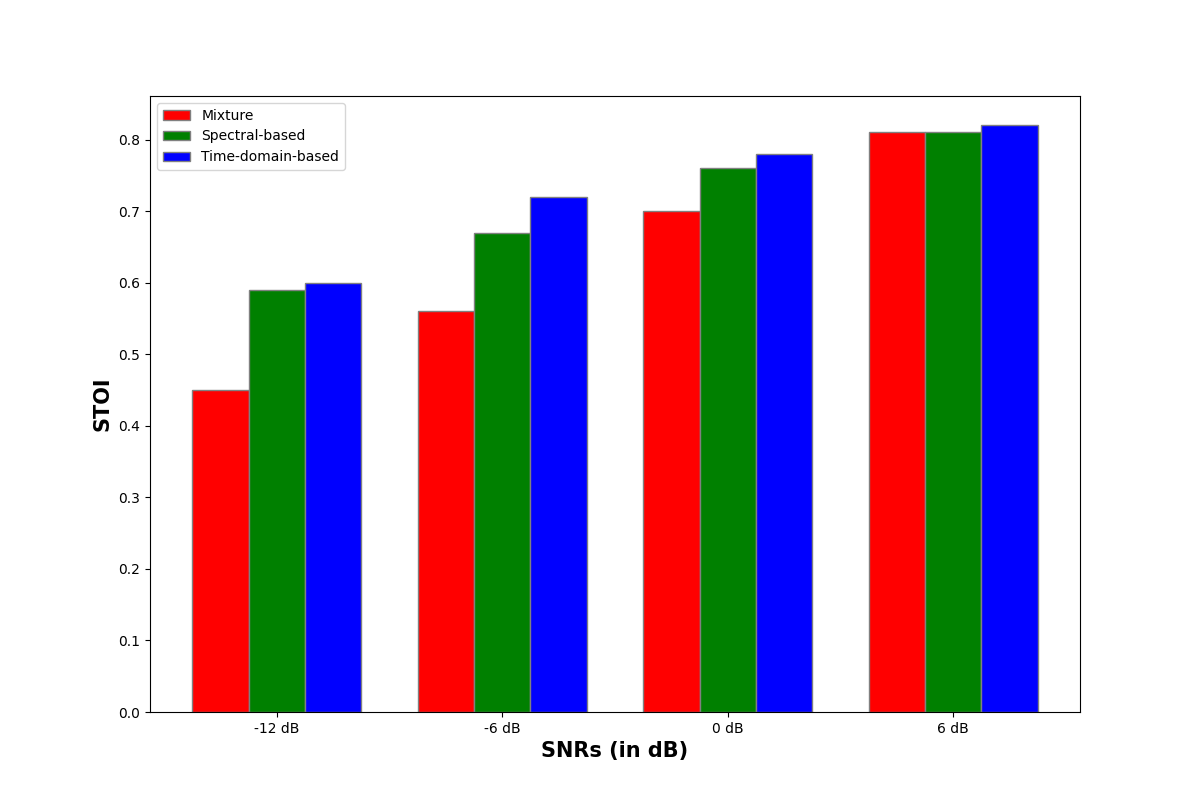 Mixture
Spectral-based
Time-domain-based
STOI
0.8
0.7
0.6
0.5
0.4
0.3
0.2
0.1
0.0
-12 dB
-6 dB
0 dB
6 dB
SNRs (in dB)